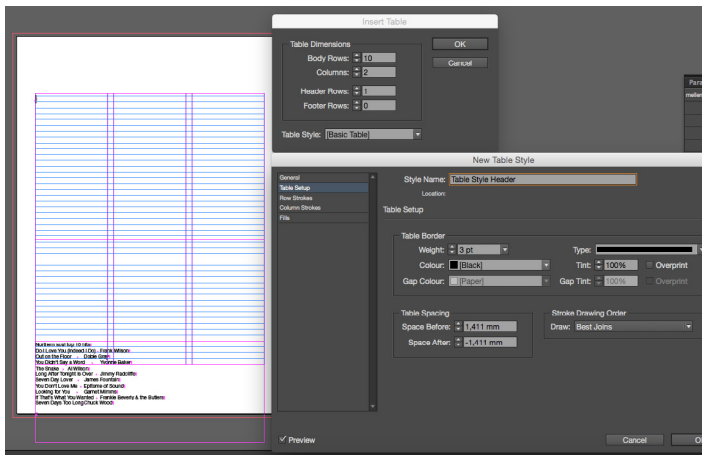 Insert Table
Table Dimensions
Body Rows: 10
Columns: 2
Header Rows: 1
Footer Rows: 0
Table Style: [Basic Table]
OK
Cancel
Para
New Table Style
General
Table Setup
Row Strokes
Column Strokes
Fills
Style Name: Table Style Header
Location:
Table Setup
Table Border
Weight: 3 pt
Type:
Colour: [Black]
Tint: 100%
Overprint
Gap Colour: [Paper]
Gap Tint: 100%
Overprint
Table Spacing
Space Before: 1,411 mm
Space After: -1,411 mm
Stroke Drawing Order
Draw: Best Joins
Preview
Cancel
Northern soul top 10 hits
Do I Love You (Indeed I Do) - Frank Wilson
Out on the Floor - Dobie Gray
You Didn't Say a Word - Yvonne Baker
The Snake - Al Wilson
Long After Tonight is Over - Jimmy Radcliffe
Seven Day Lover - James Fountain
You Don't Love Me - Epitome of Sound
Looking for You - Garnet Mimms
If That's What You Wanted - Frankie Beverly & the Butlers
Seven Days Too Long Chuck Wood